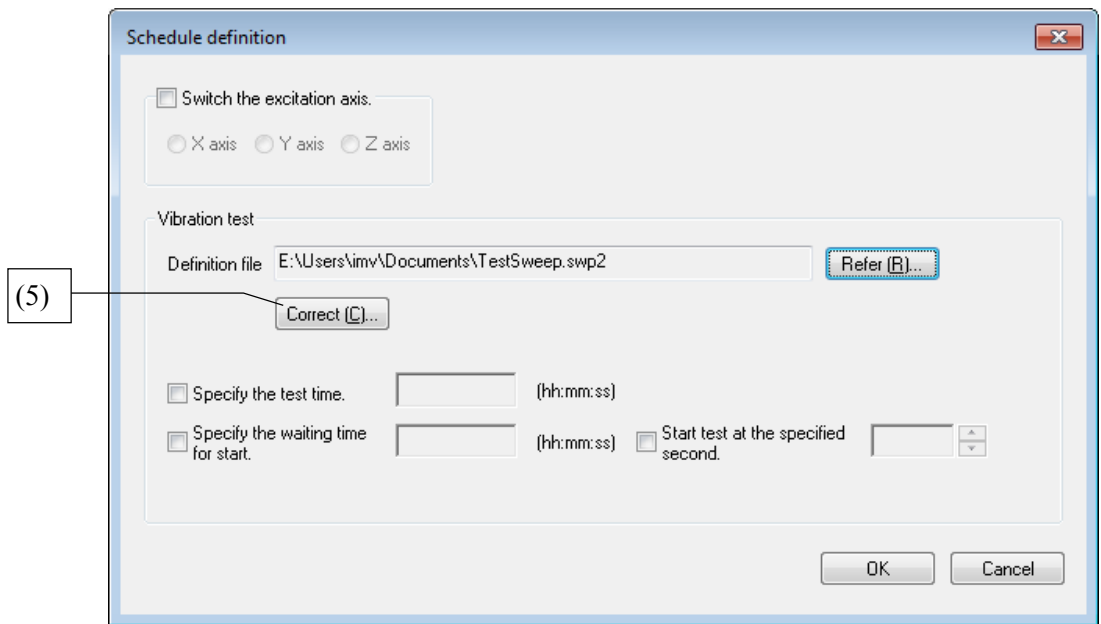 Schedule definition
Switch the excitation axis.
X axis Y axis Z axis
Vibration test
Definition file E:\Users\imv\Documents\TestSweep.swp2 Refer (R)...
(5)
Correct (C)...
Specify the test time. (hh:mm:ss)
Specify the waiting time
for start. (hh:mm:ss) Start test at the specified
second.
OK Cancel